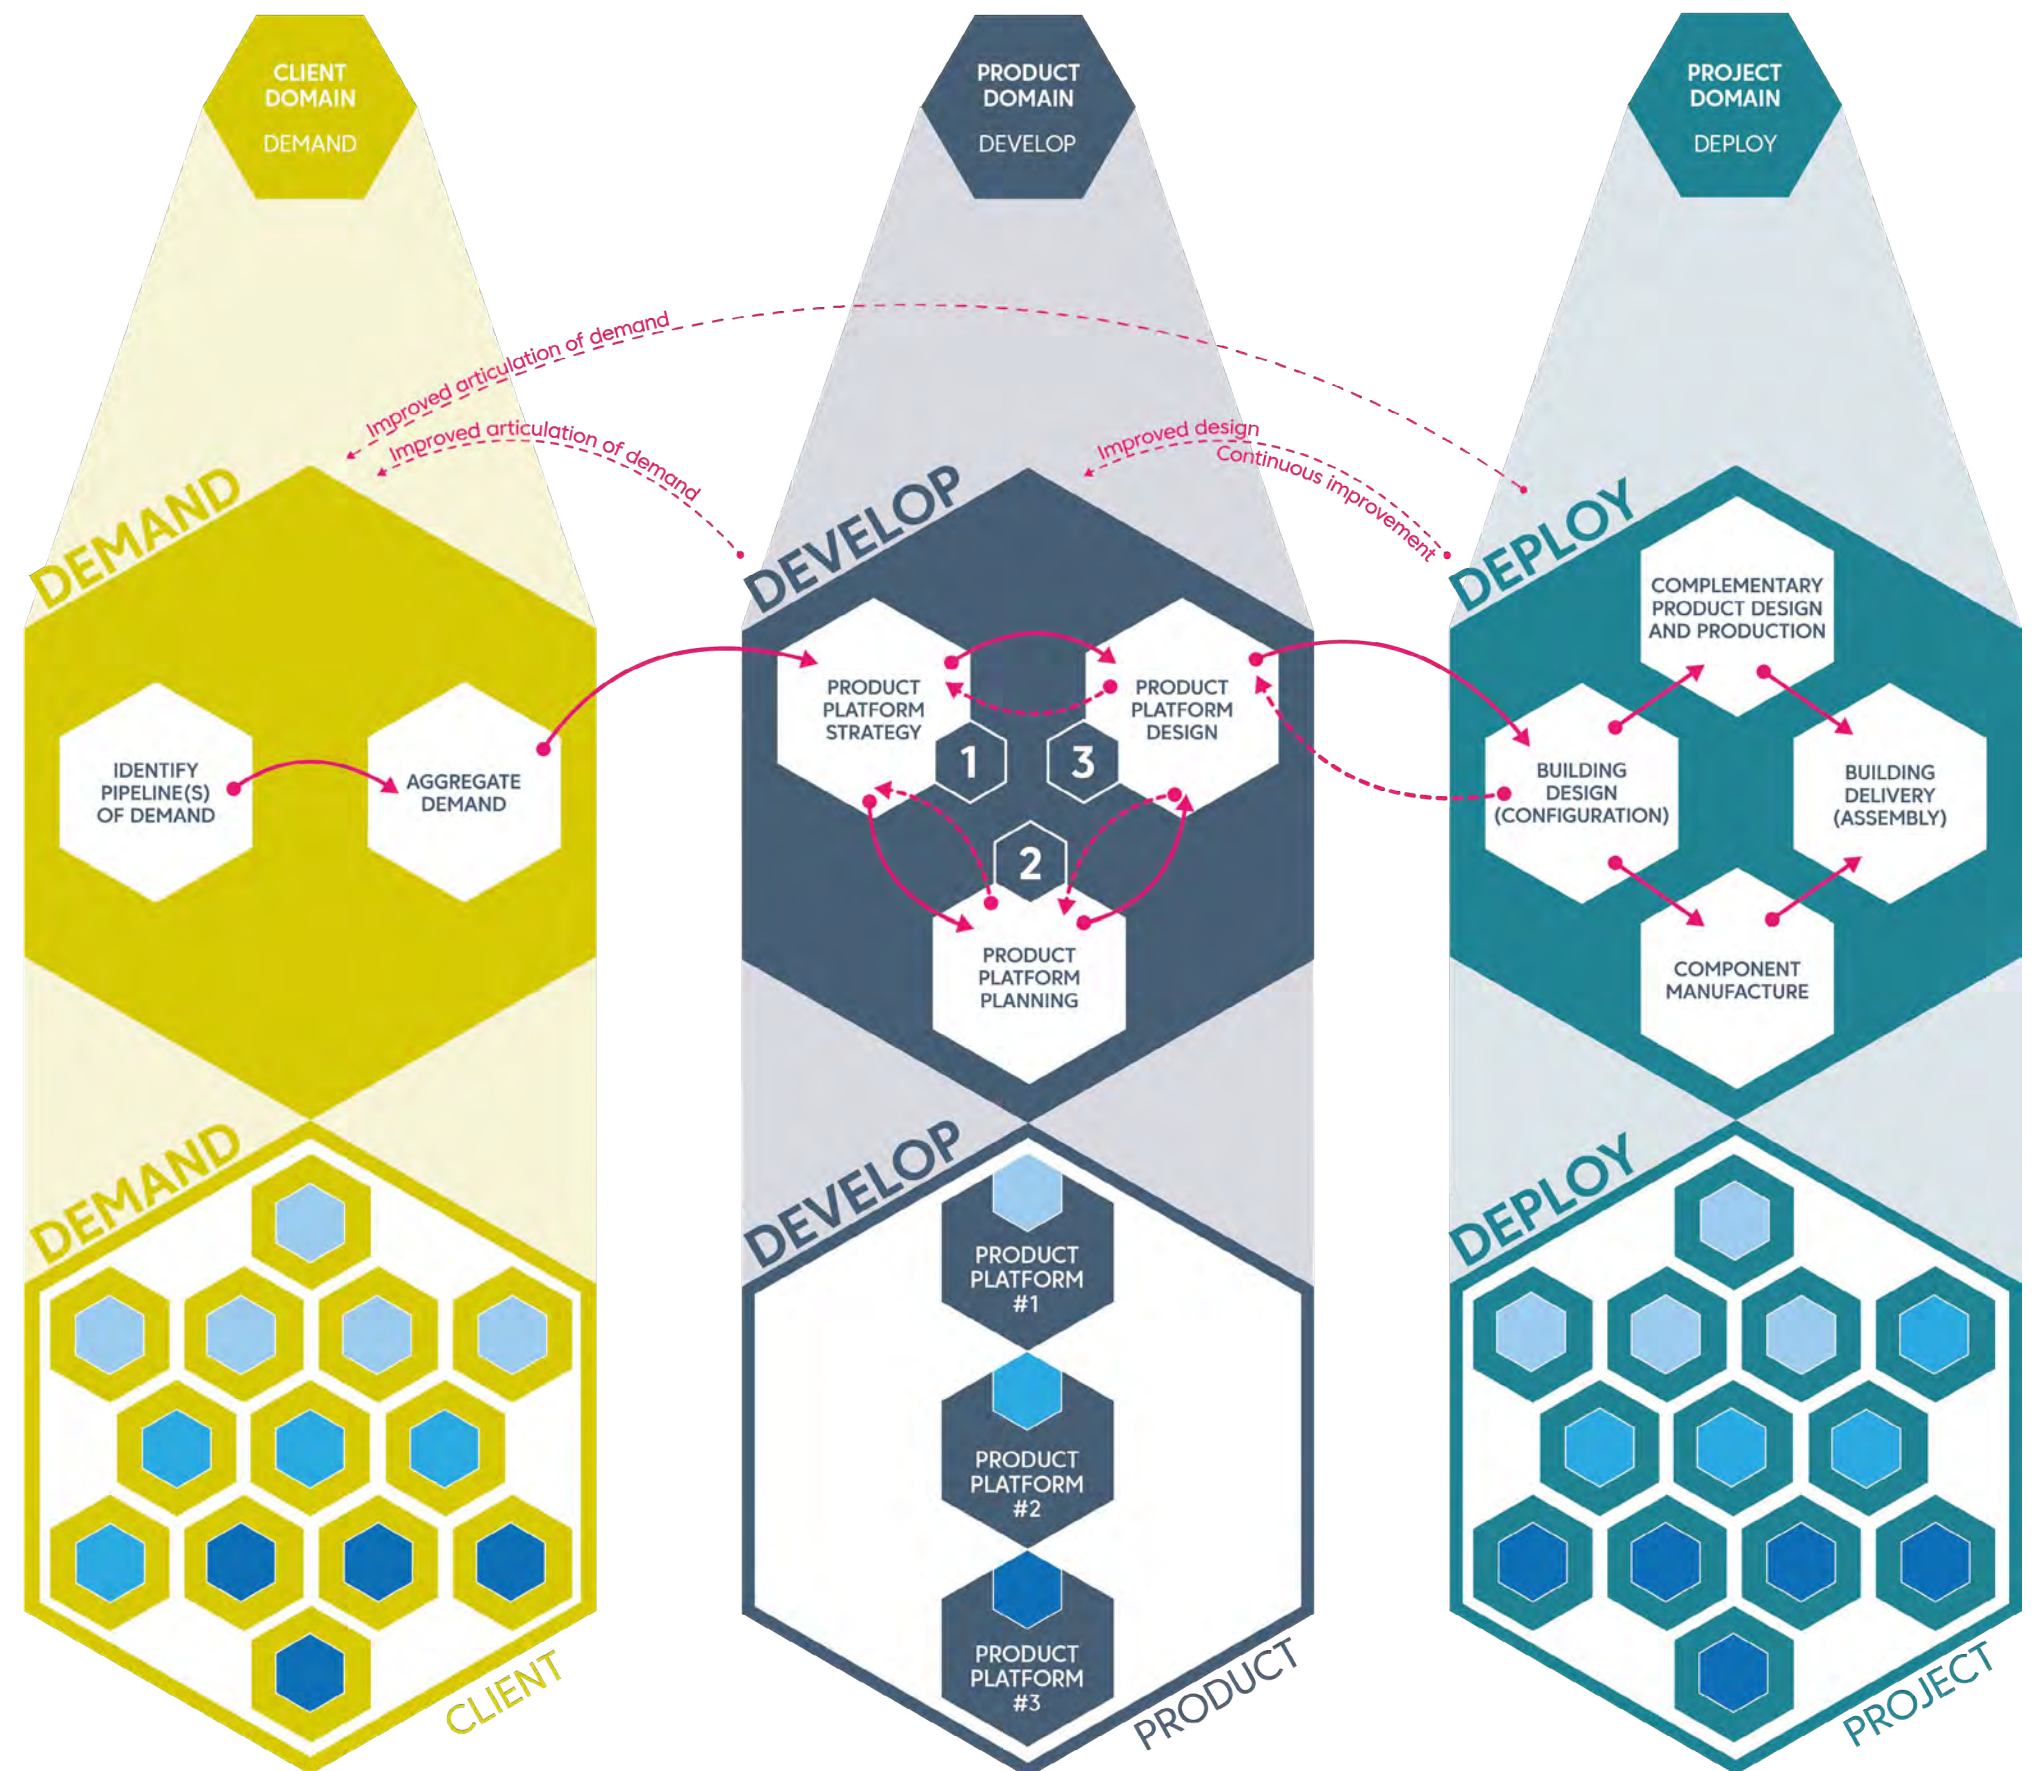 CLIENT
DOMAIN
DEMAND
PRODUCT
DOMAIN
DEVELOP
PROJECT
DOMAIN
DEPLOY
Improved articulation of demand
Improved articulation of demand
Improved design
Continuous improvement
DEMAND
IDENTIFY
PIPELINE(S)
OF DEMAND
AGGREGATE
DEMAND
DEVELOP
PRODUCT
PLATFORM
STRATEGY
1
PRODUCT
PLATFORM
DESIGN
3
2
PRODUCT
PLATFORM
PLANNING
DEPLOY
COMPLEMENTARY
PRODUCT DESIGN
AND PRODUCTION
BUILDING
DESIGN
(CONFIGURATION)
BUILDING
DELIVERY
(ASSEMBLY)
COMPONENT
MANUFACTURE
DEMAND
CLIENT
DEVELOP
PRODUCT
PLATFORM
#1
PRODUCT
PLATFORM
#2
PRODUCT
PLATFORM
#3
PRODUCT
DEPLOY
PROJECT